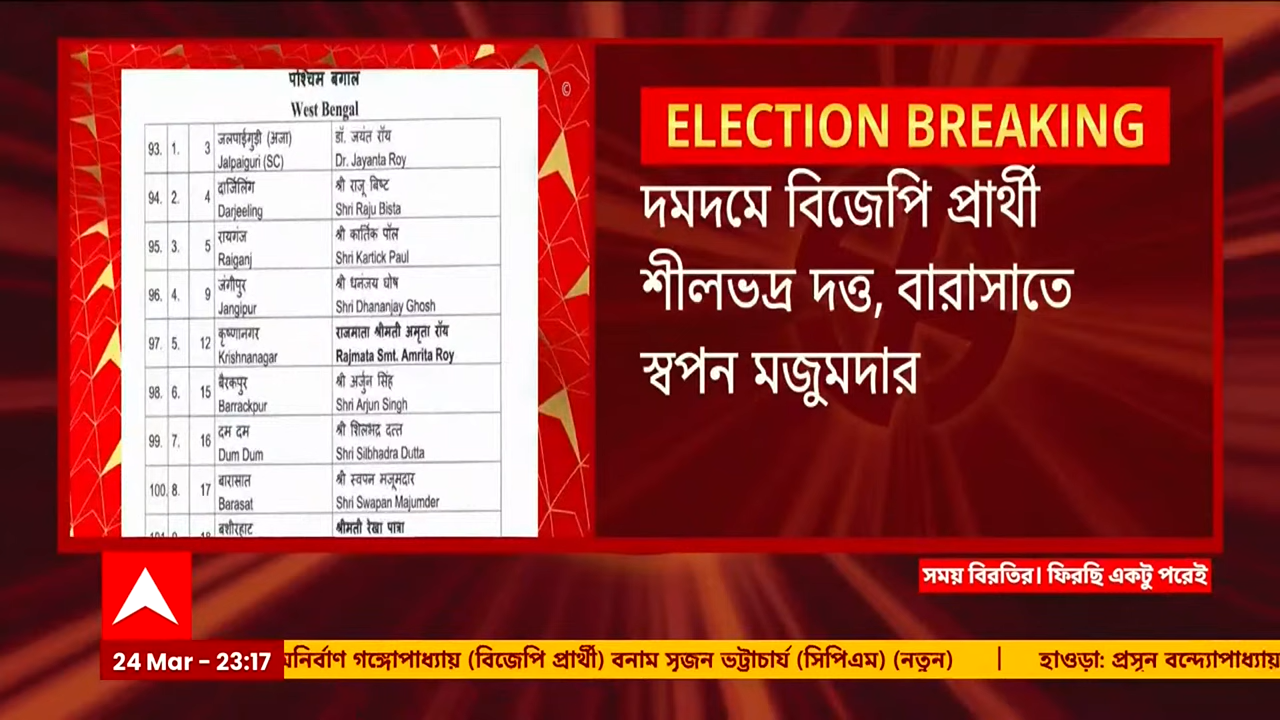 पश्चिम बंगाल
West Bengal
93. 1. 3 जलपाईगुड़ी (अजा) डॉ. जयंत रॉय
Jalpaiguri (SC) Dr. Jayanta Roy
94. 2. 4 दार्जिलिंग श्री राजू बिष्ट
Darjeeling Shri Raju Bista
95. 3. 5 रायगंज श्री कार्तिक पॉल
Raiganj Shri Kartick Paul
96. 4. 9 जंगीपुर श्री धनंजय घोष
Jangipur Shri Dhananjay Ghosh
97. 5. 12 कृष्णानगर राजमाता श्रीमती अमृता रॉय
Krishnanagar Rajmata Smt. Amrita Roy
98. 6. 15 बैरकपुर श्री अर्जुन सिंह
Barrackpur Shri Arjun Singh
99. 7. 16 दम दम श्री शिलभद्र दत्त
Dum Dum Shri Silbhadra Dutta
100. 8. 17 बारासात श्री स्वपन मजूमदार
Barasat Shri Swapan Majumder
बशीरहाट श्रीमती रेखा पात्रा
©
ELECTION BREAKING
দমদমে বিজেপি প্রার্থী
শীলভদ্র দত্ত, বারাসাতে
স্বপন মজুমদার
সময় বিরতির। ফিরছি একটু পরেই
24 Mar - 23:17
অনির্বাণ গঙ্গোপাধ্যায় (বিজেপি প্রার্থী) বনাম সৃজন ভট্টাচার্য (সিপিএম) (নতুন) | হাওড়া: প্রসূন বন্দ্যোপাধ্যায়